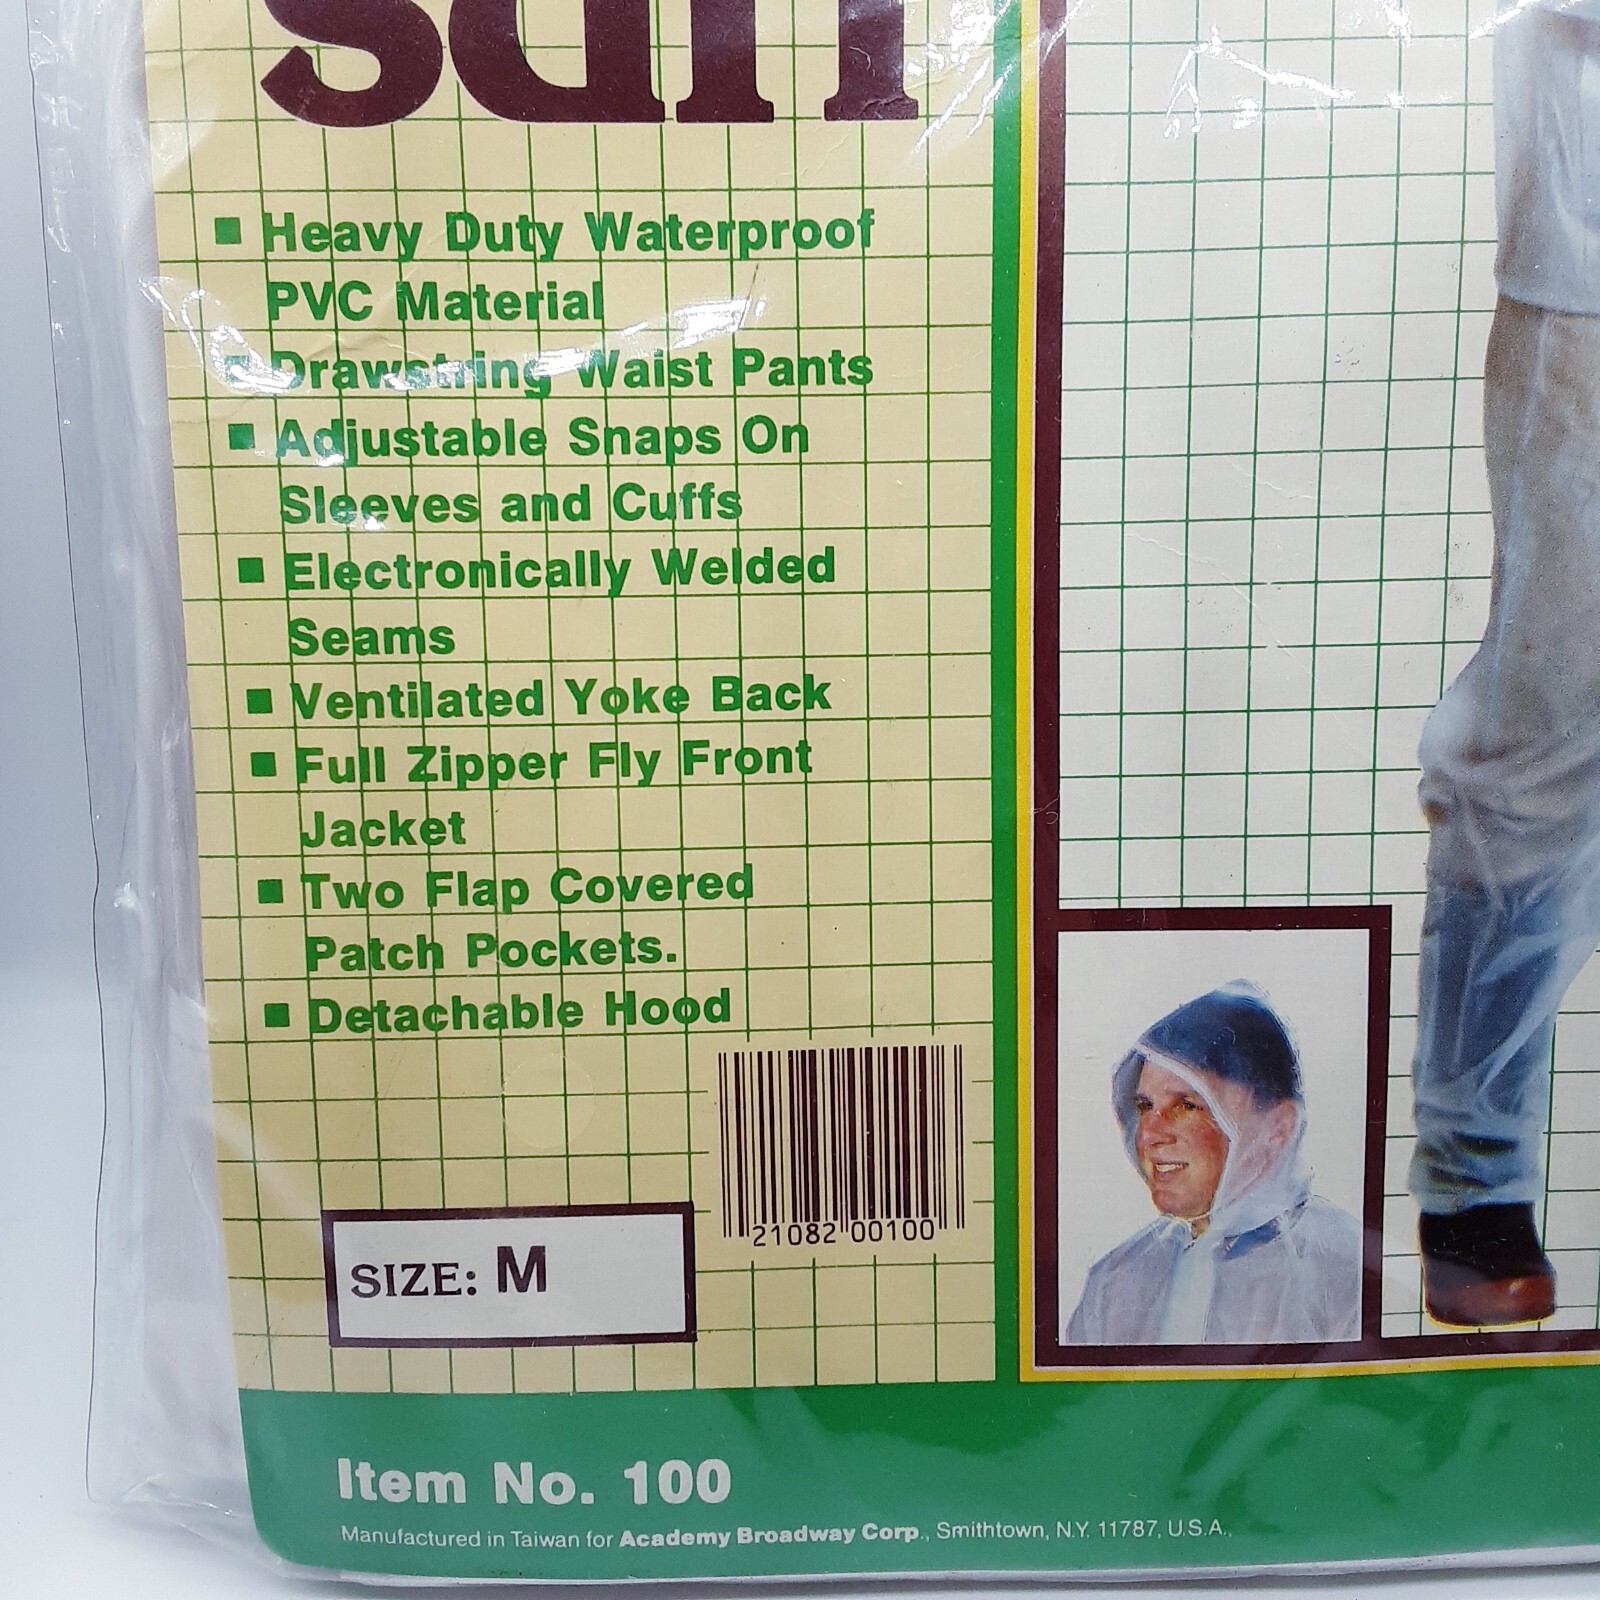 ■ Heavy Duty Waterproof
PVC Material
■ Drawstring Waist Pants
■ Adjustable Snaps On
Sleeves and Cuffs
■ Electronically Welded
Seams
■ Ventilated Yoke Back
■ Full Zipper Fly Front
Jacket
■ Two Flap Covered
Patch Pockets.
■ Detachable Hood
21082 00100
SIZE: M
Item No. 100
Manufactured in Taiwan for Academy Broadway Corp., Smithtown, N.Y. 11787, U.S.A.,